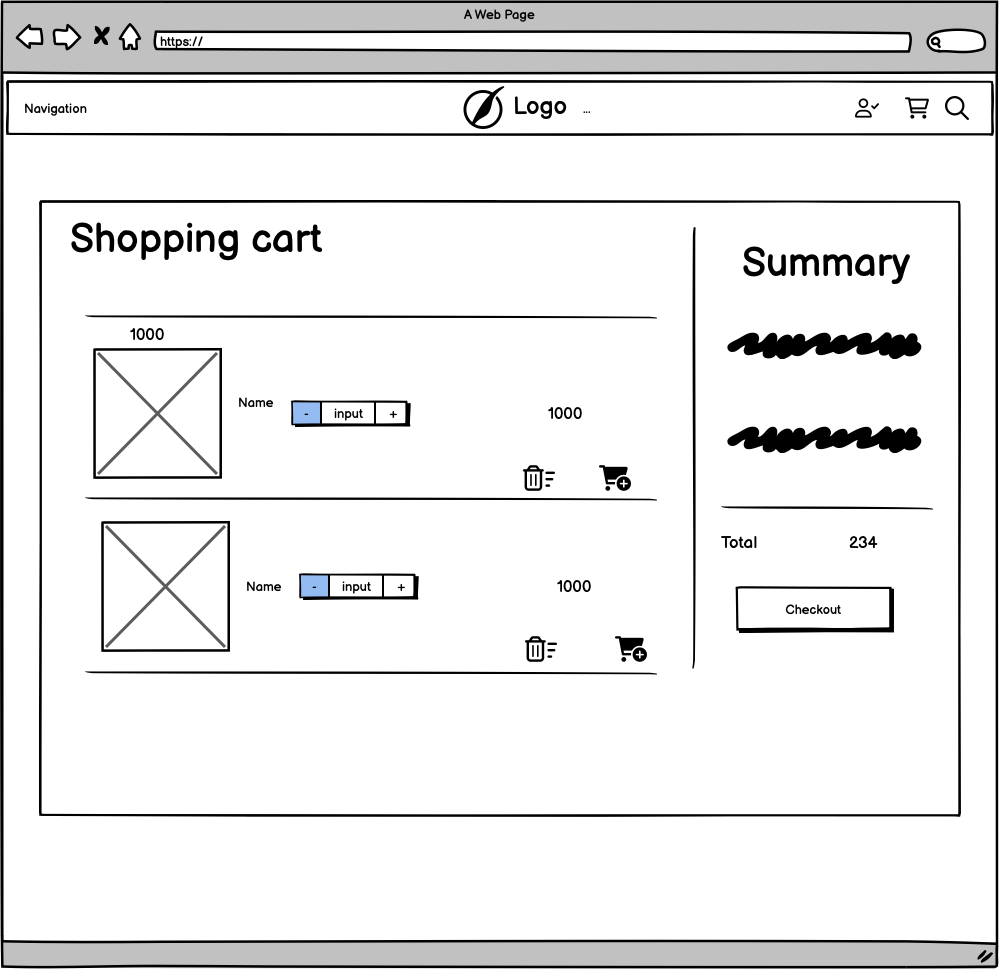 A Web Page
https://
Navigation
Logo
...
Shopping cart
Summary
1000
Name
- input +
1000
Name
- input +
1000
Total 234
Checkout